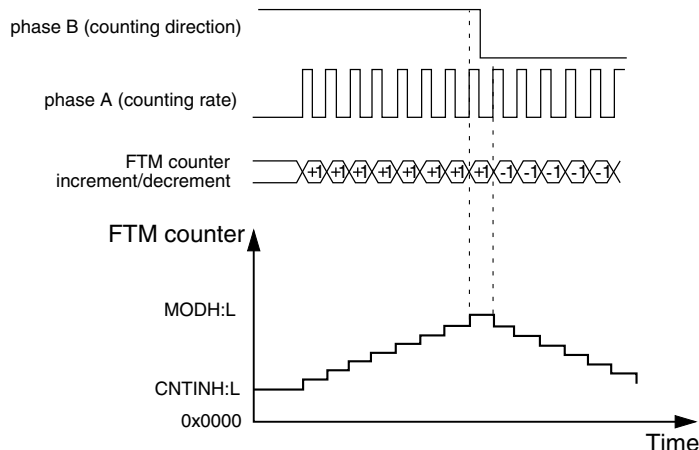 phase B (counting direction)
phase A (counting rate)
FTM counter
increment/decrement
+1 +1 +1 +1 +1 +1 +1 +1 -1 -1 -1 -1 -1
FTM counter
MODH:L
CNTINH:L
0x0000
Time